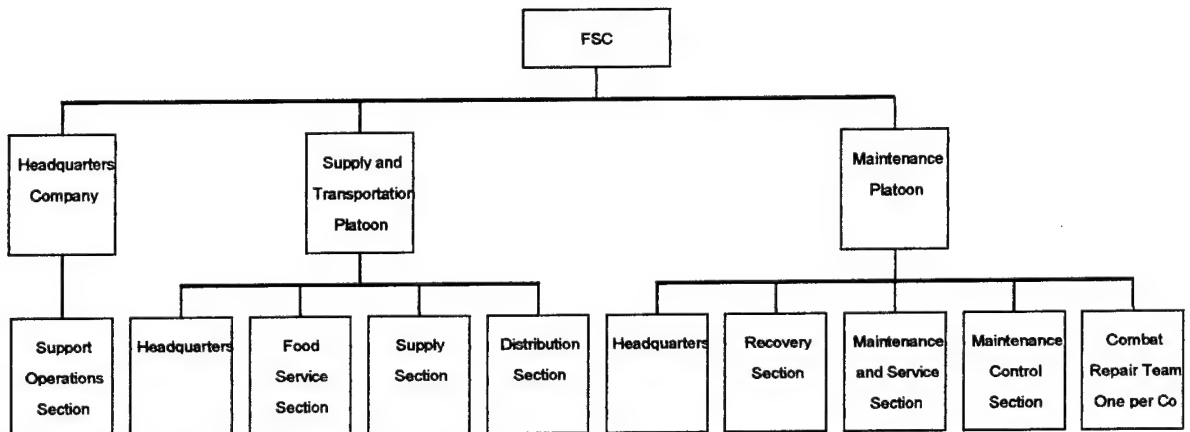 FSC
Headquarters
Company
Supply and
Transportation
Platoon
Maintenance
Platoon
Support
Operations
Section
Headquarters
Food
Service
Section
Supply
Section
Distribution
Section
Headquarters
Recovery
Section
Maintenance
and Service
Section
Maintenance
Control
Section
Combat
Repair Team
One per Co